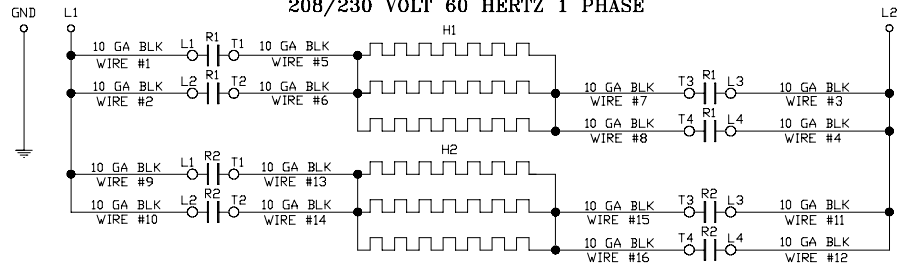 208/230 VOLT 60 HERTZ 1 PHASE
GND L1 L2
H1
10 GA BLK L1 R1 T1 10 GA BLK
WIRE #1 WIRE #5
10 GA BLK L2 R1 T2 10 GA BLK 10 GA BLK T3 R1 L3 10 GA BLK
WIRE #2 WIRE #6 WIRE #7 WIRE #3
10 GA BLK T4 R1 L4 10 GA BLK
WIRE #8 WIRE #4
H2
10 GA BLK L1 R2 T1 10 GA BLK
WIRE #9 WIRE #13
10 GA BLK L2 R2 T2 10 GA BLK 10 GA BLK T3 R2 L3 10 GA BLK
WIRE #10 WIRE #14 WIRE #15 WIRE #11
10 GA BLK T4 R2 L4 10 GA BLK
WIRE #16 WIRE #12